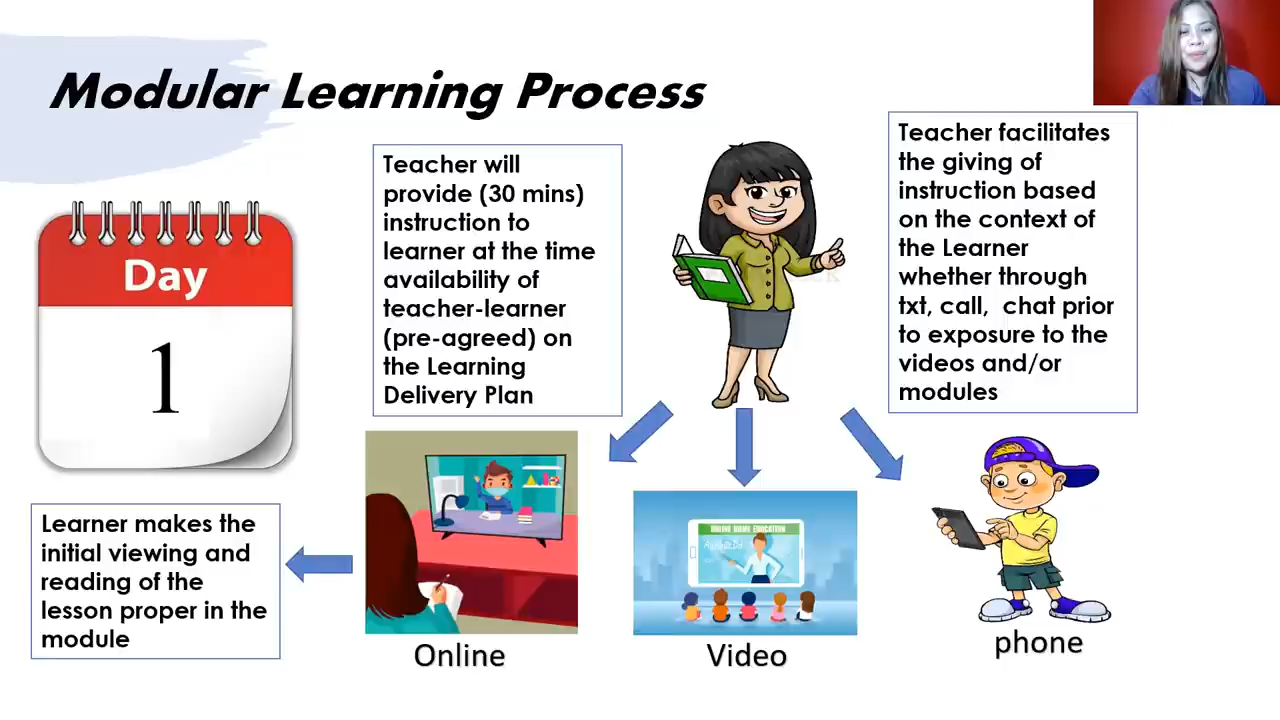 Modular Learning Process
Day
1
Teacher will
provide (30 mins)
instruction to
learner at the time
availability of
teacher-learner
(pre-agreed) on
the Learning
Delivery Plan
Teacher facilitates
the giving of
instruction based
on the context of
the Learner
whether through
txt, call,  chat prior
to exposure to the
videos and/or
modules
Learner makes the
initial viewing and
reading of the
lesson proper in the
module
ONLINE HOME EDUCATION
Online
Video
phone